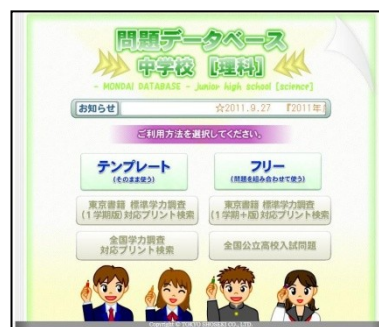 問題データベース
中学校 [理科]
- MONDAI DATABASE - junior high school [science]
お知らせ ☆2011.9.27 『2011年』
ご利用方法を選択してください。
テンプレート
(そのまま使う)
フリー
(問題を組み合わせて使う)
東京書籍 標準学力調査
(1学期版)対応プリント検索
東京書籍 標準学力調査
(1学期+版)対応プリント検索
全国学力調査
対応プリント検索
全国公立高校入試問題
Copyright © TOKYO SHOSEKI CO., LTD.